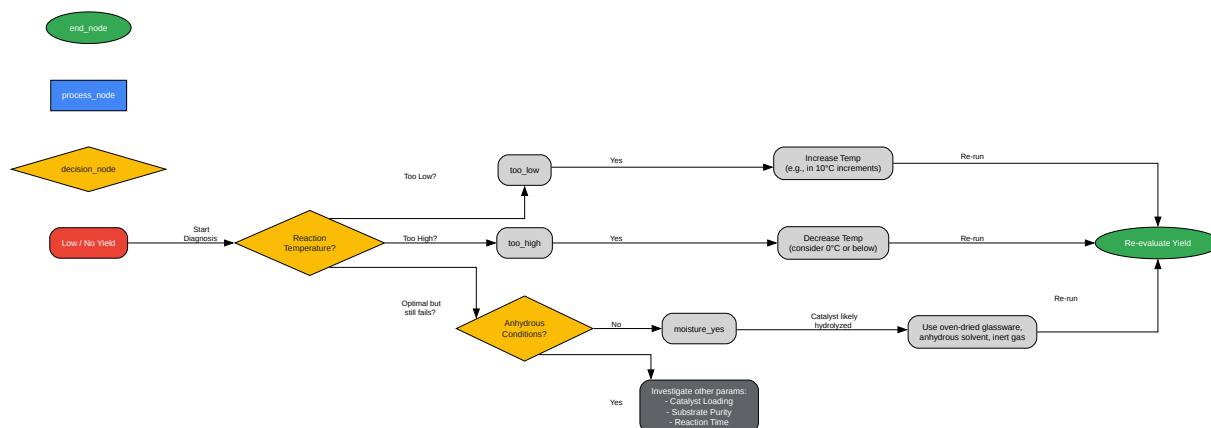 end_node
process_node
decision_node
Low / No Yield
Start
Diagnosis
Reaction
Temperature?
Too Low?
too_low
Yes
Increase Temp
(e.g., in 10°C increments)
Re-run
Too High?
too_high
Yes
Decrease Temp
(consider 0°C or below)
Re-run
Re-evaluate Yield
Optimal but
still fails?
Anhydrous
Conditions?
No
moisture_yes
Catalyst likely
hydrolyzed
Use oven-dried glassware,
anhydrous solvent, inert gas
Re-run
Yes
Investigate other params:
- Catalyst Loading
- Substrate Purity
- Reaction Time